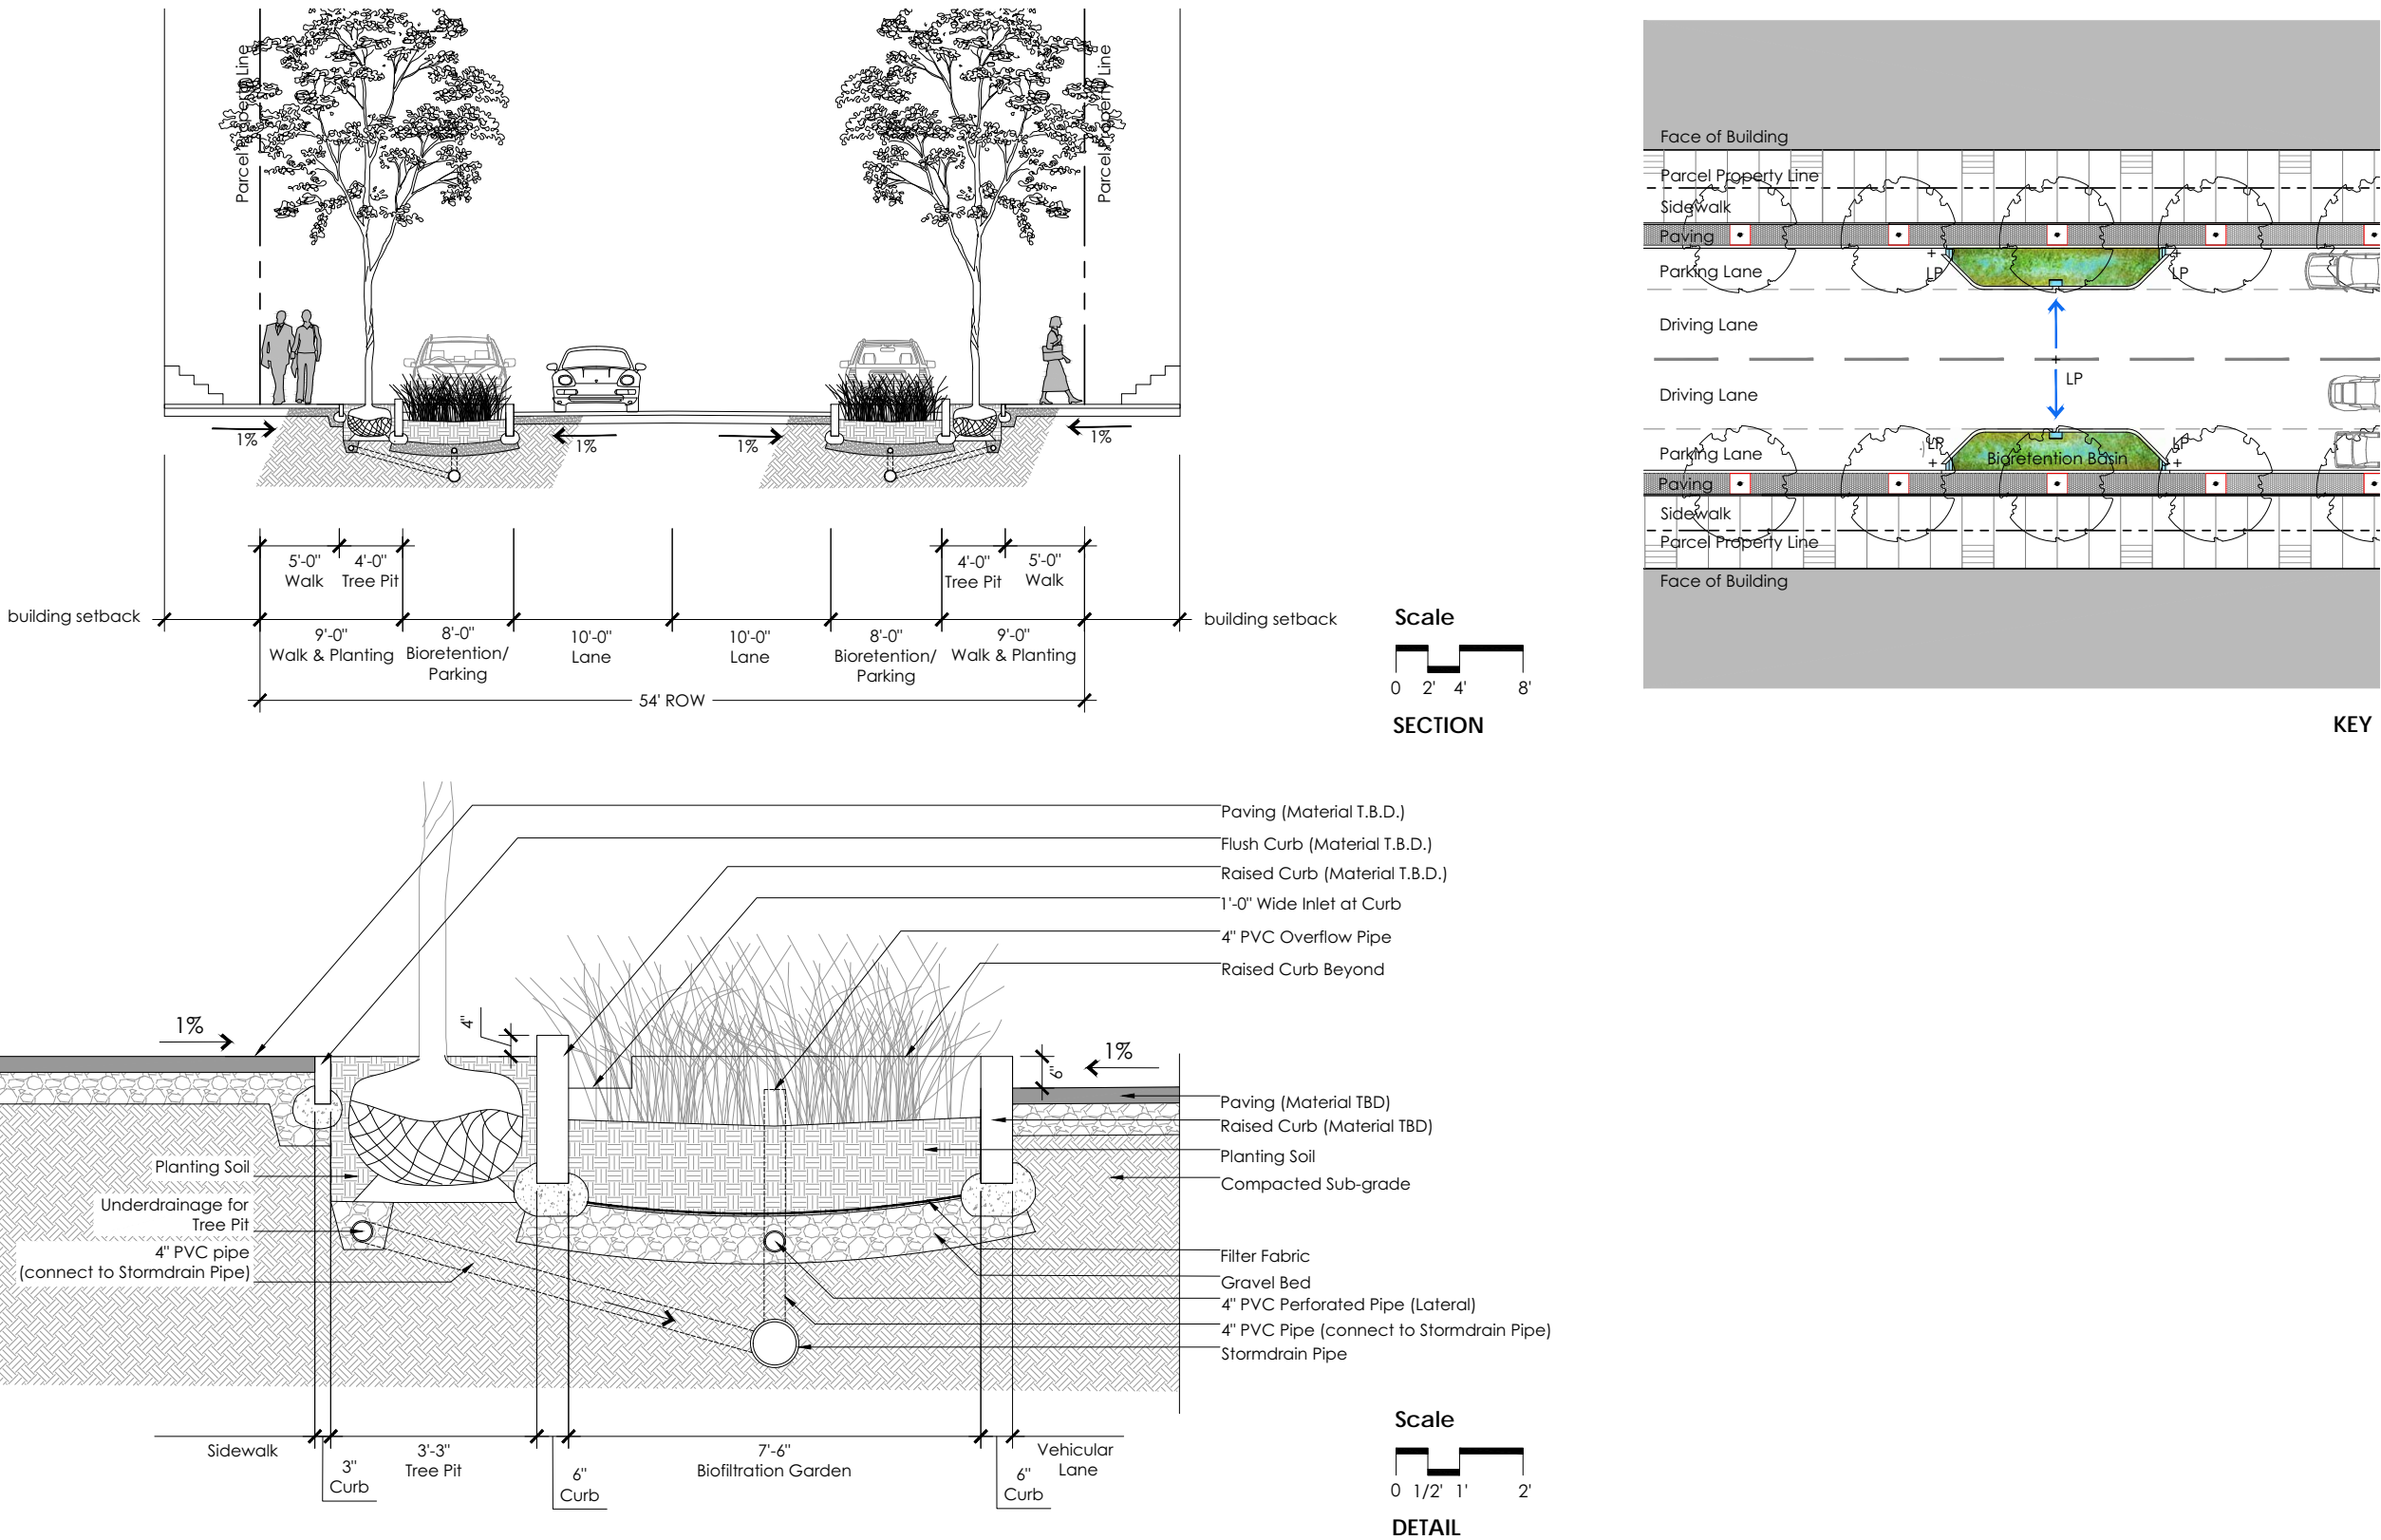 Parcel Property Line
Parcel Property Line
1%
1%
1%
1%
5'-0"
Walk
4'-0"
Tree Pit
4'-0"
Tree Pit
5'-0"
Walk
building setback
building setback
9'-0"
Walk & Planting
8'-0"
Bioretention/
Parking
10'-0"
Lane
10'-0"
Lane
8'-0"
Bioretention/
Parking
9'-0"
Walk & Planting
54' ROW
Scale
0 2' 4' 8'
SECTION
Face of Building
Parcel Property Line
Sidewalk
Paving
Parking Lane
LP
LP
Driving Lane
LP
Driving Lane
Parking Lane
LP
LP
Bioretention Basin
Paving
Sidewalk
Parcel Property Line
Face of Building
KEY
Paving (Material T.B.D.)
Flush Curb (Material T.B.D.)
Raised Curb (Material T.B.D.)
1'-0" Wide Inlet at Curb
4" PVC Overflow Pipe
Raised Curb Beyond
1%
4"
6"
1%
Paving (Material TBD)
Raised Curb (Material TBD)
Planting Soil
Compacted Sub-grade
Filter Fabric
Gravel Bed
4" PVC Perforated Pipe (Lateral)
4" PVC Pipe (connect to Stormdrain Pipe)
Stormdrain Pipe
Planting Soil
Underdrainage for
Tree Pit
4" PVC pipe
(connect to Stormdrain Pipe)
Sidewalk
3"
Curb
3'-3"
Tree Pit
6"
Curb
7'-6"
Biofiltration Garden
6"
Curb
Vehicular
Lane
Scale
0 1/2' 1' 2'
DETAIL